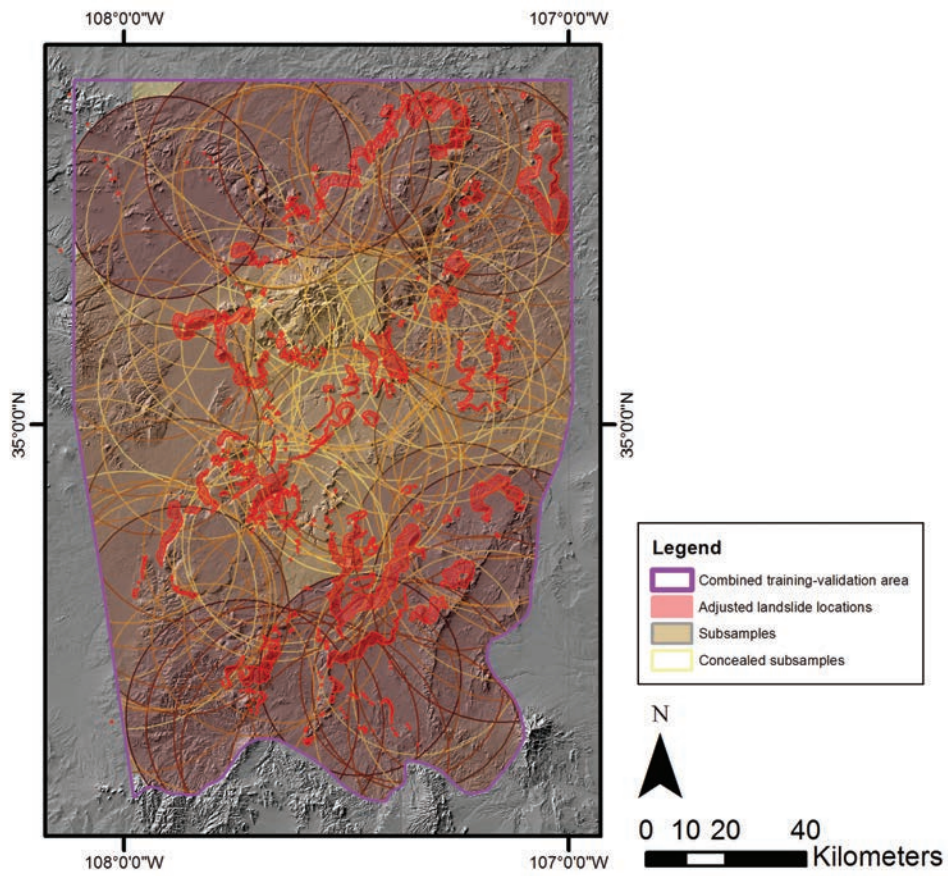 108°0'0"W 107°0'0"W
35°0'0"N 35°0'0"N
Legend
Combined training-validation area
Adjusted landslide locations
Subsamples
Concealed subsamples
N
0 10 20 40
Kilometers
108°0'0"W 107°0'0"W